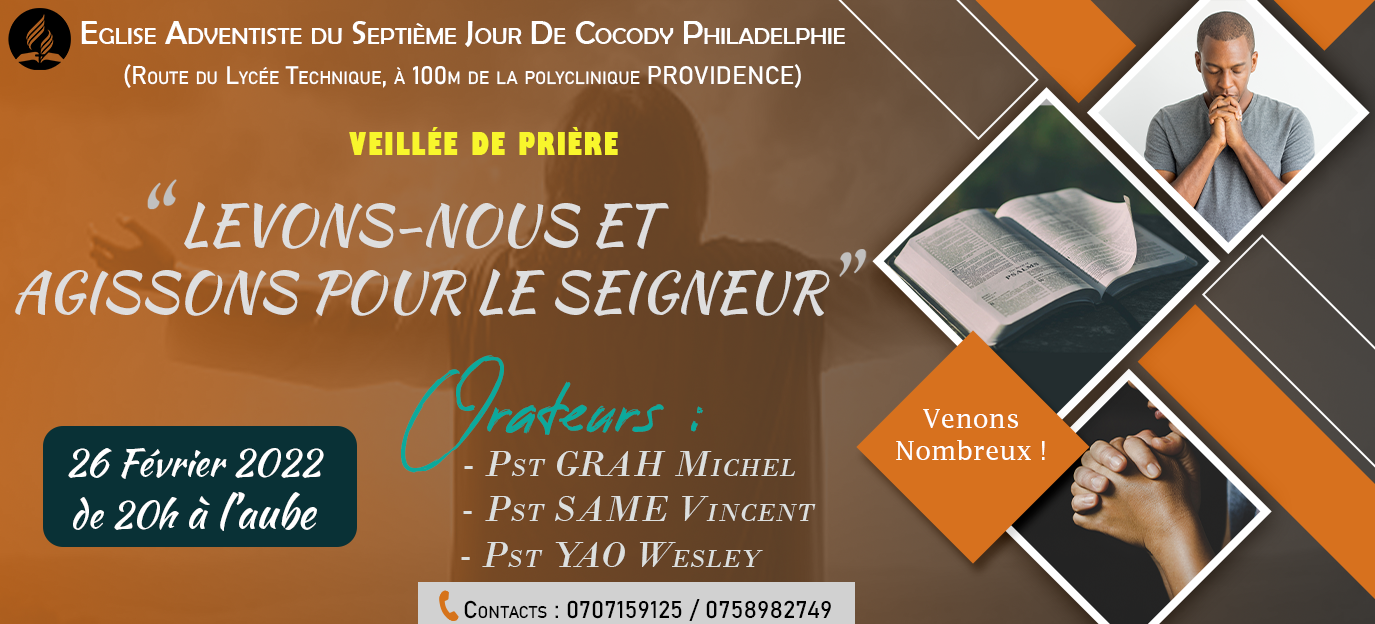 Eglise Adventiste du Septième Jour De Cocody Philadelphie
(Route du Lycée Technique, à 100m de la polyclinique PROVIDENCE)
VEILLÉE DE PRIÈRE
“ LEVONS-NOUS ET
AGISSONS POUR LE SEIGNEUR ”
Orateurs :
- Pst GRAH Michel
- Pst SAME Vincent
- Pst YAO Wesley
26 Février 2022
de 20h à l'aube
Venons
Nombreux !
Contacts : 0707159125 / 0758982749
PSALMS